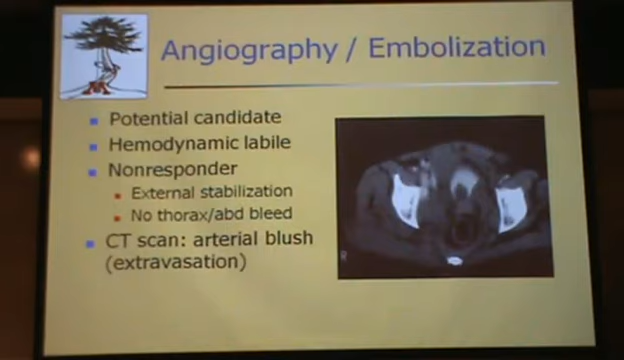 Angiography / Embolization
Potential candidate
Hemodynamic labile
Nonresponder
External stabilization
No thorax/abd bleed
CT scan: arterial blush
(extravasation)
R